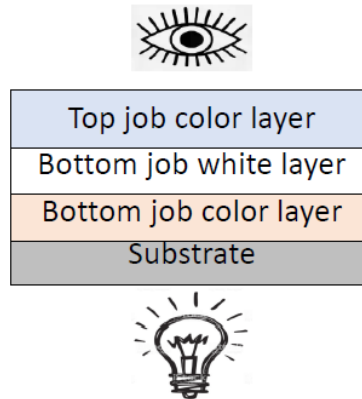 Top job color layer
Bottom job white layer
Bottom job color layer
Substrate